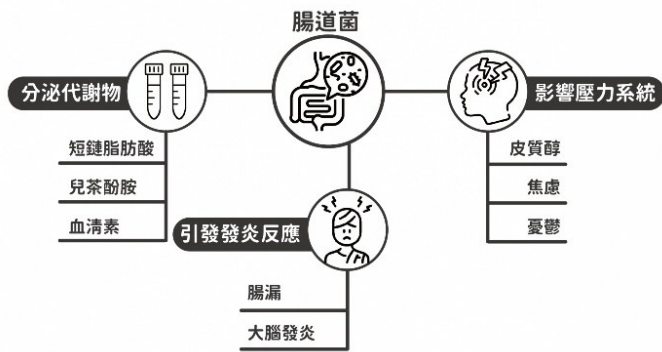 腸道菌
分泌代謝物
短鏈脂肪酸
兒茶酚胺
血清素
影響壓力系統
皮質醇
焦慮
憂鬱
引發發炎反應
腸漏
大腦發炎